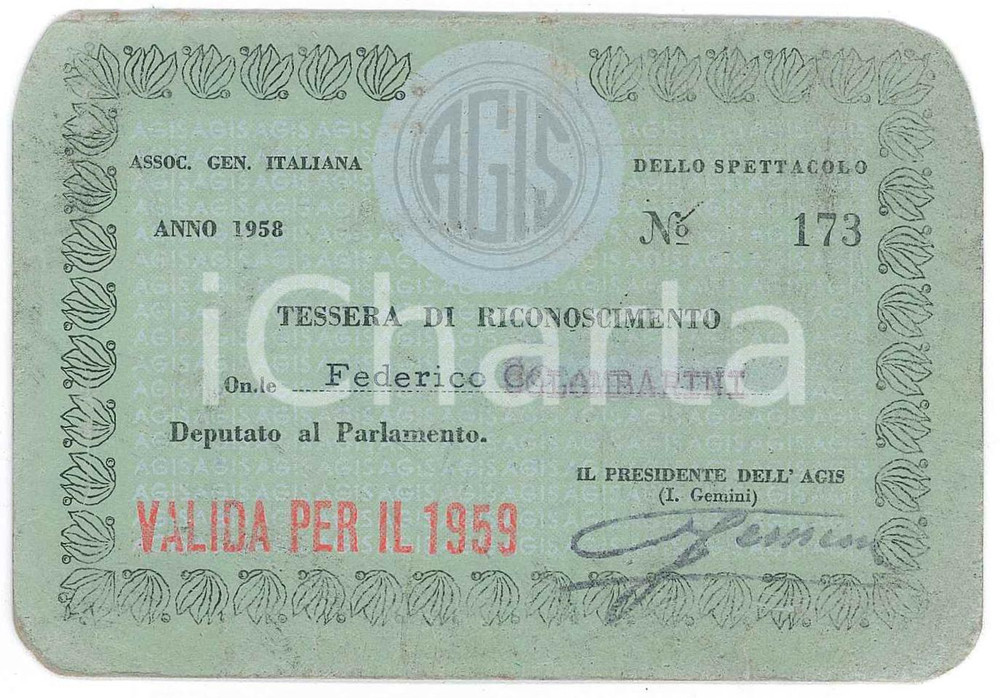 AGIS
ASSOC. GEN. ITALIANA DELLO SPETTACOLO
ANNO 1958 № 173
TESSERA DI RICONOSCIMENTO
On.le Federico
Deputato al Parlamento.
IL PRESIDENTE DELL' AGIS
(I. Gemini)
VALIDA PER IL 1959
Gemini
iCharta